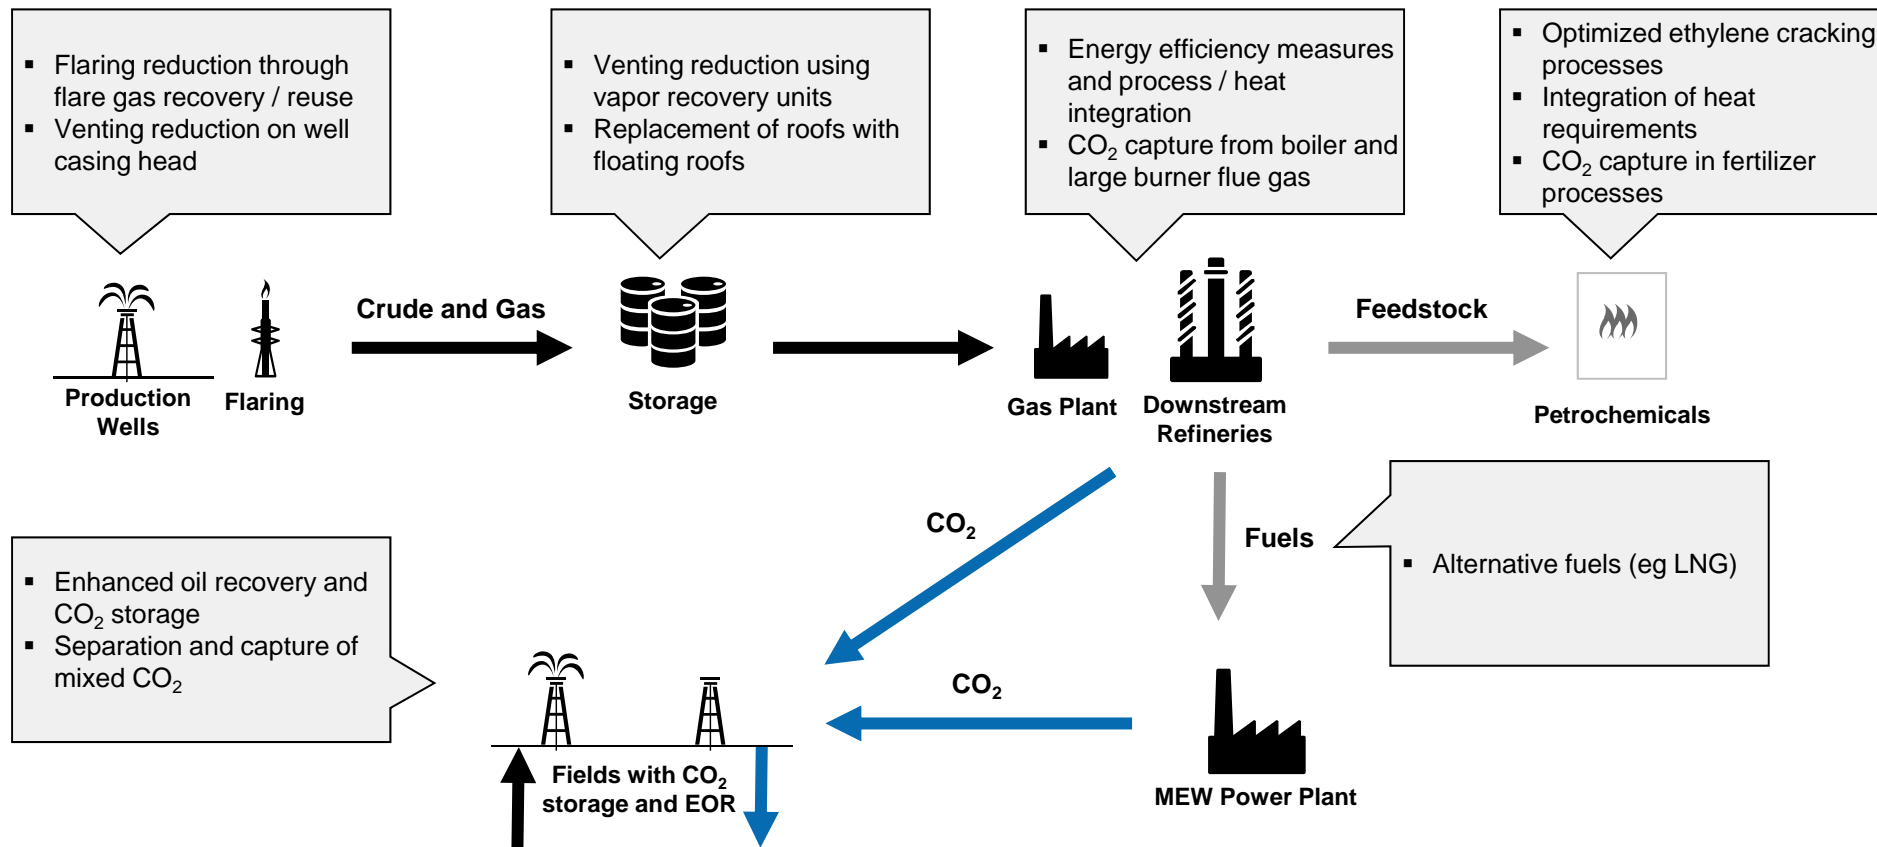 ▪ Flaring reduction through
flare gas recovery / reuse
▪ Venting reduction on well
casing head
▪ Venting reduction using
vapor recovery units
▪ Replacement of roofs with
floating roofs
▪ Energy efficiency measures
and process / heat
integration
▪ CO₂ capture from boiler and
large burner flue gas
▪ Optimized ethylene cracking
processes
▪ Integration of heat
requirements
▪ CO₂ capture in fertilizer
processes
Crude and Gas
Feedstock
Production
Wells
Flaring
Storage
Gas Plant
Downstream
Refineries
Petrochemicals
CO₂
Fuels
▪ Alternative fuels (eg LNG)
▪ Enhanced oil recovery and
CO₂ storage
▪ Separation and capture of
mixed CO₂
CO₂
Fields with CO₂
storage and EOR
MEW Power Plant